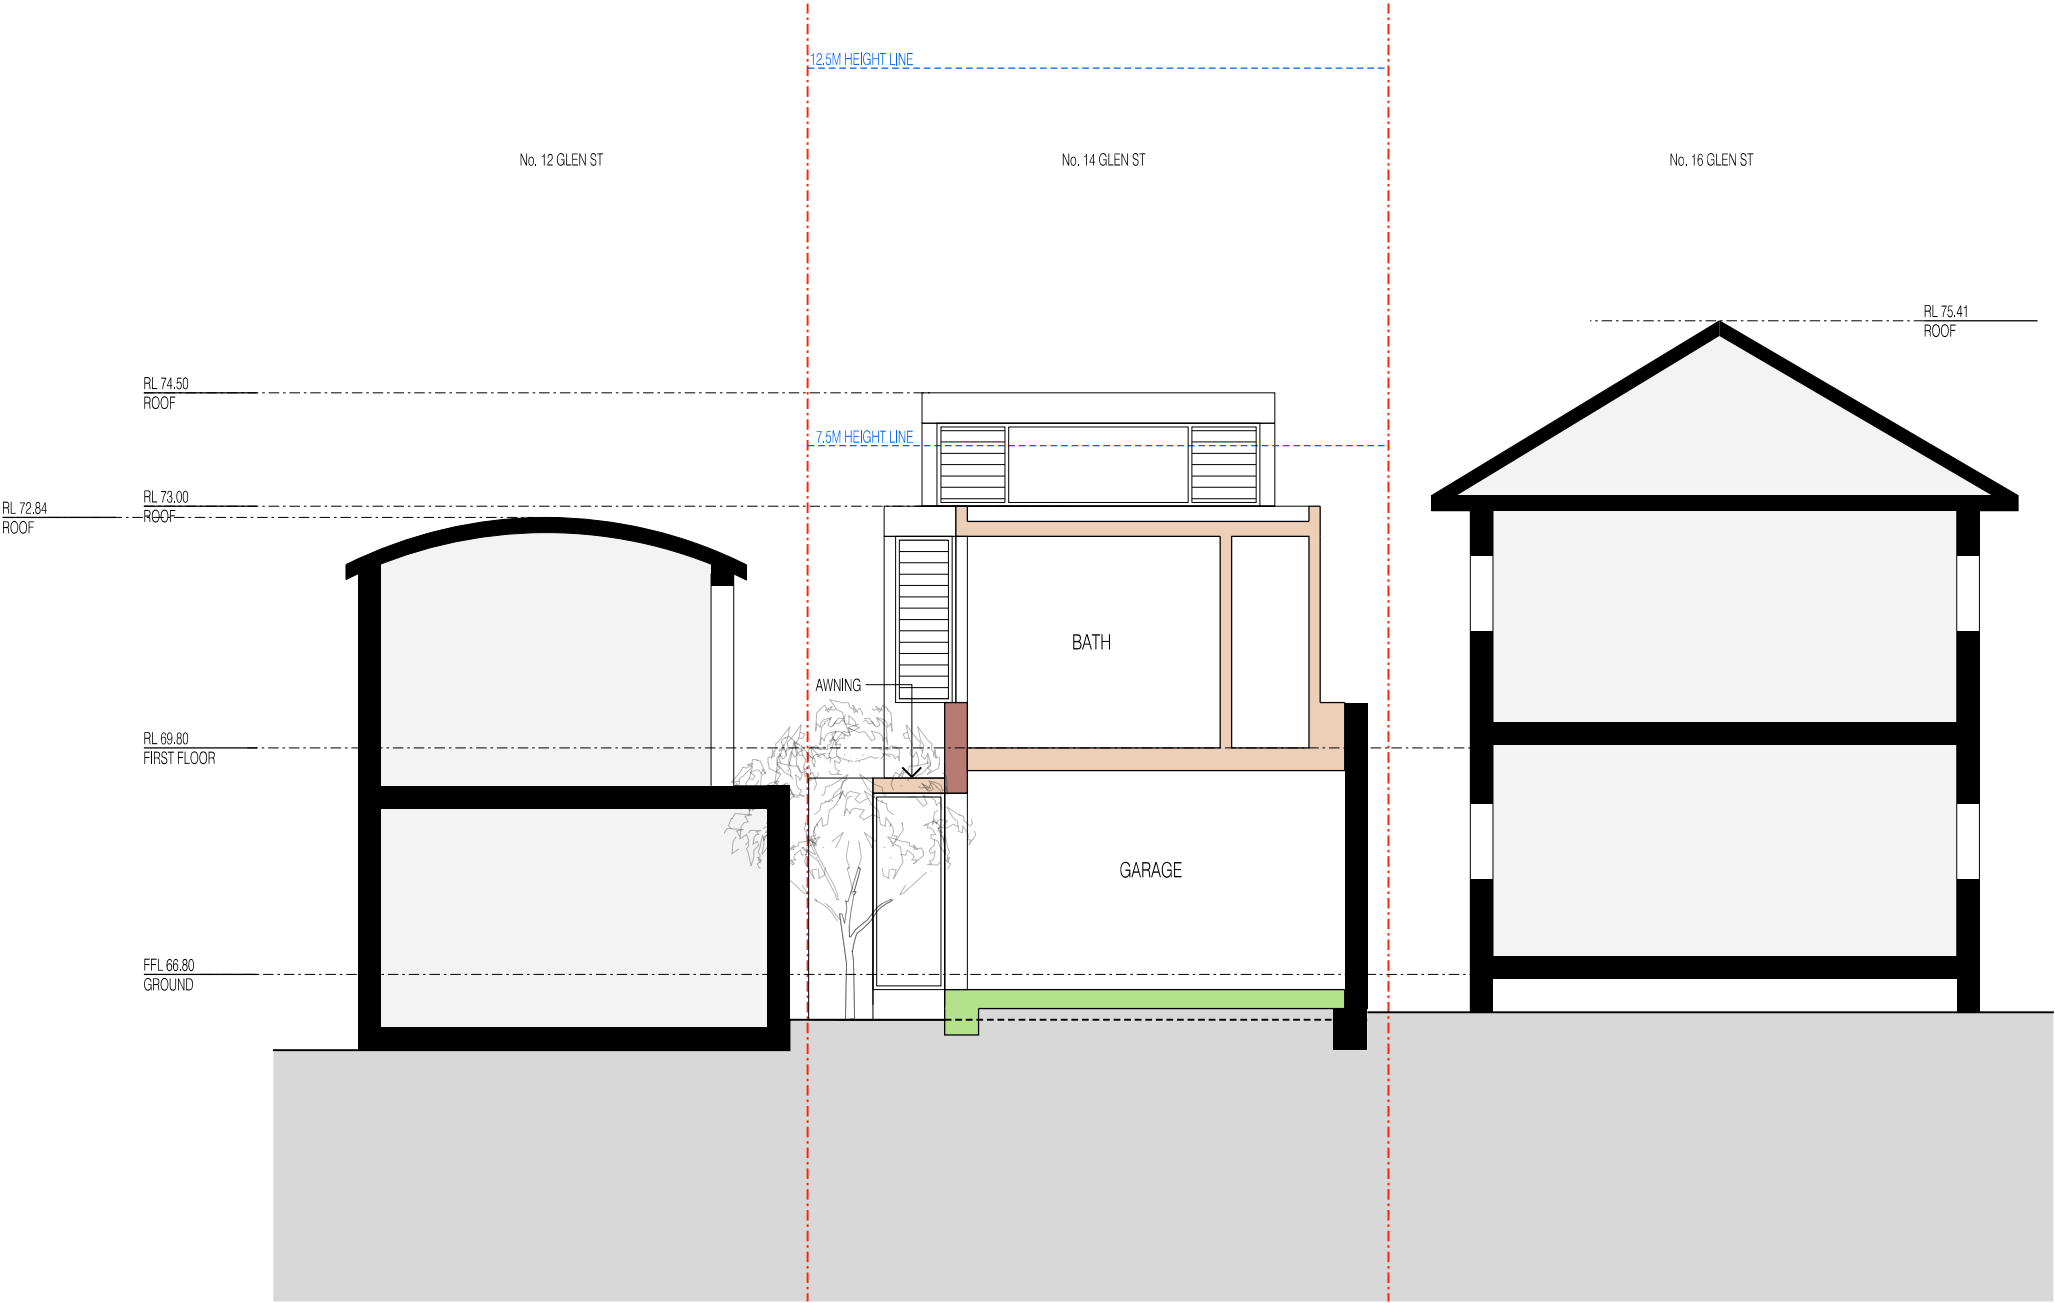 12.5M HEIGHT LINE
No. 12 GLEN ST
No. 14 GLEN ST
No. 16 GLEN ST
RL 75.41
ROOF
RL 74.50
ROOF
7.5M HEIGHT LINE
RL 73.00
ROOF
RL 72.84
ROOF
BATH
AWNING
RL 69.80
FIRST FLOOR
GARAGE
FFL 66.80
GROUND